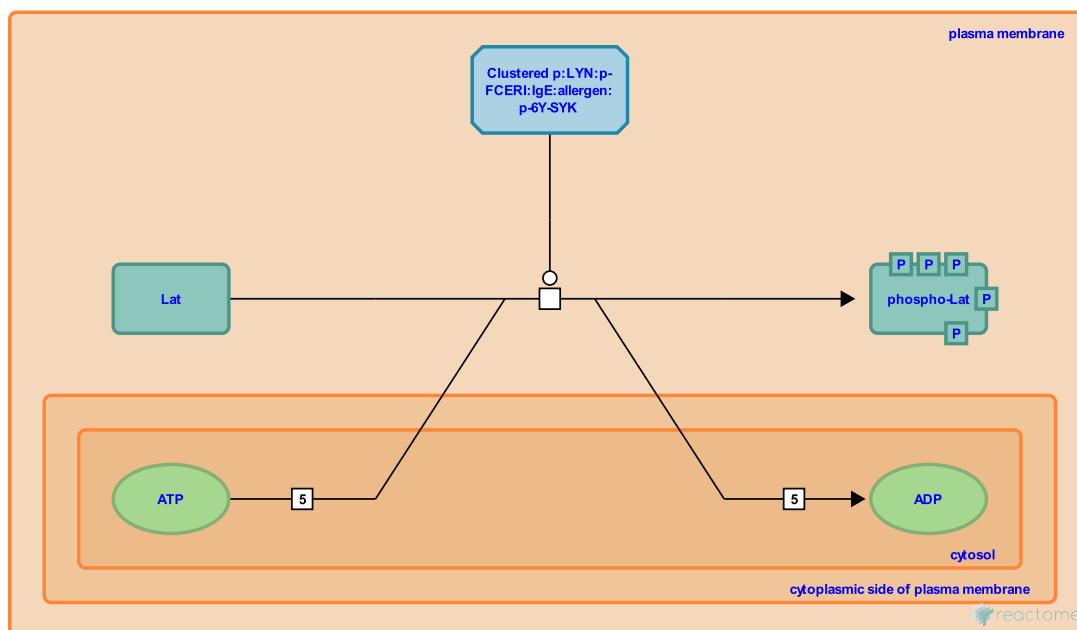 plasma membrane
Clustered p:LYN:p-
FCERI:IgE:allergen:
p-6Y-SYK
Lat
P P P
phospho-Lat P
P
ATP
5
5
ADP
cytosol
cytoplasmic side of plasma membrane
reactome